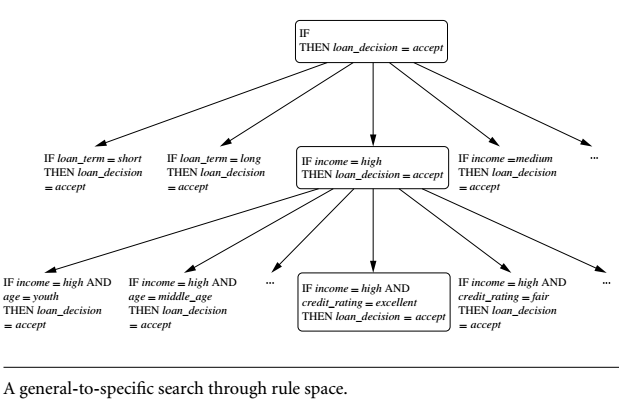 IF
THEN loan_decision = accept
IF loan_term = short
THEN loan_decision
= accept
IF loan_term = long
THEN loan_decision
= accept
IF income = high
THEN loan_decision = accept
IF income =medium
THEN loan_decision
= accept
...
IF income = high AND
age = youth
THEN loan_decision
= accept
IF income = high AND
age = middle_age
THEN loan_decision
= accept
...
IF income = high AND
credit_rating = excellent
THEN loan_decision = accept
IF income = high AND
credit_rating = fair
THEN loan_decision
= accept
...
A general-to-specific search through rule space.